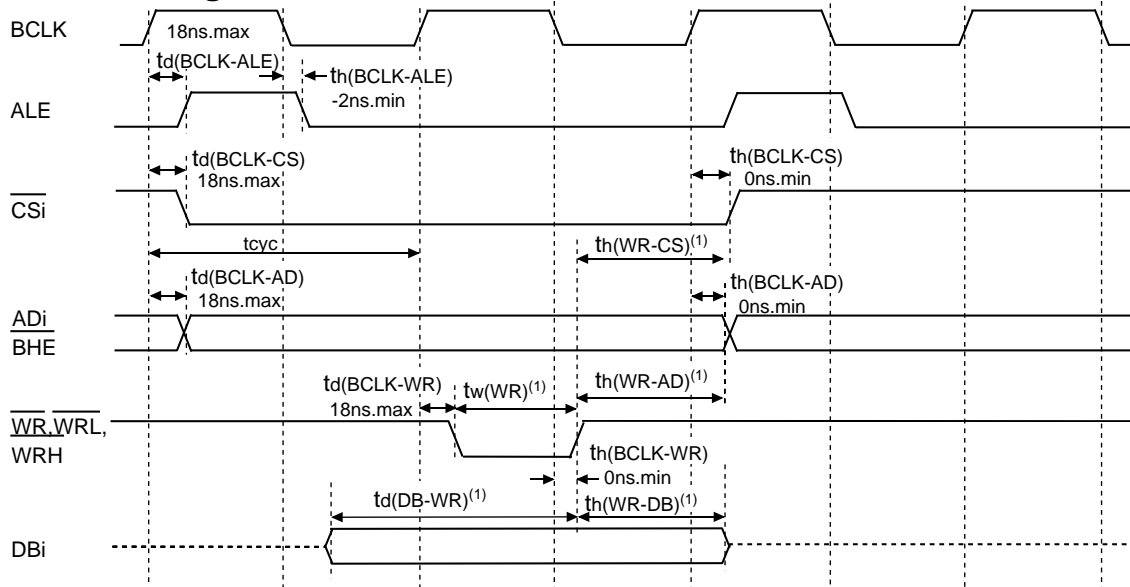 BCLK
18ns.max
td(BCLK-ALE)
th(BCLK-ALE)
-2ns.min
ALE
td(BCLK-CS)
18ns.max
th(BCLK-CS)
0ns.min
CSi
tcyc
th(WR-CS)(1)
td(BCLK-AD)
18ns.max
th(BCLK-AD)
0ns.min
ADi
BHE
td(BCLK-WR)
18ns.max
tw(WR)(1)
th(WR-AD)(1)
WR,WRL,
WRH
th(BCLK-WR)
0ns.min
td(DB-WR)(1)
th(WR-DB)(1)
DBi